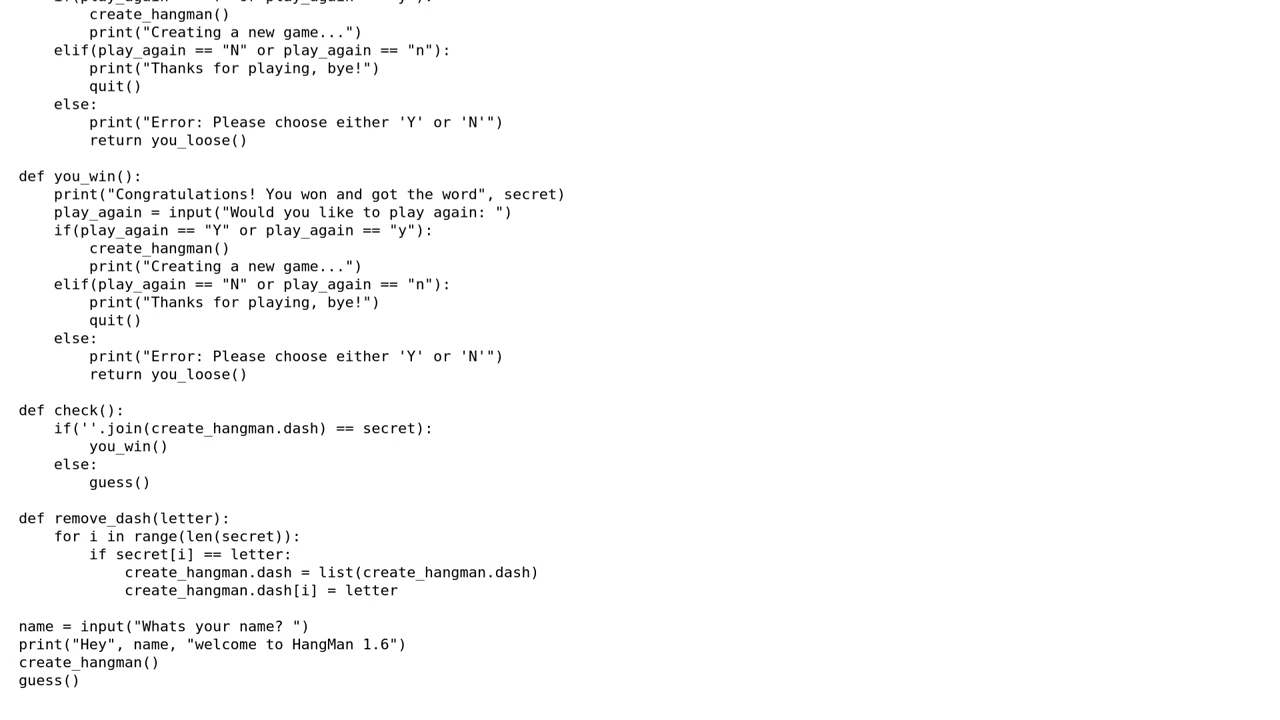 create_hangman()
print("Creating a new game...")
elif(play_again == "N" or play_again == "n"):
print("Thanks for playing, bye!")
quit()
else:
print("Error: Please choose either 'Y' or 'N'")
return you_loose()
def you_win():
print("Congratulations! You won and got the word", secret)
play_again = input("Would you like to play again: ")
if(play_again == "Y" or play_again == "y"):
create_hangman()
print("Creating a new game...")
elif(play_again == "N" or play_again == "n"):
print("Thanks for playing, bye!")
quit()
else:
print("Error: Please choose either 'Y' or 'N'")
return you_loose()
def check():
if(''.join(create_hangman.dash) == secret):
you_win()
else:
guess()
def remove_dash(letter):
for i in range(len(secret)):
if secret[i] == letter:
create_hangman.dash = list(create_hangman.dash)
create_hangman.dash[i] = letter
name = input("Whats your name? ")
print("Hey", name, "welcome to HangMan 1.6")
create_hangman()
guess()